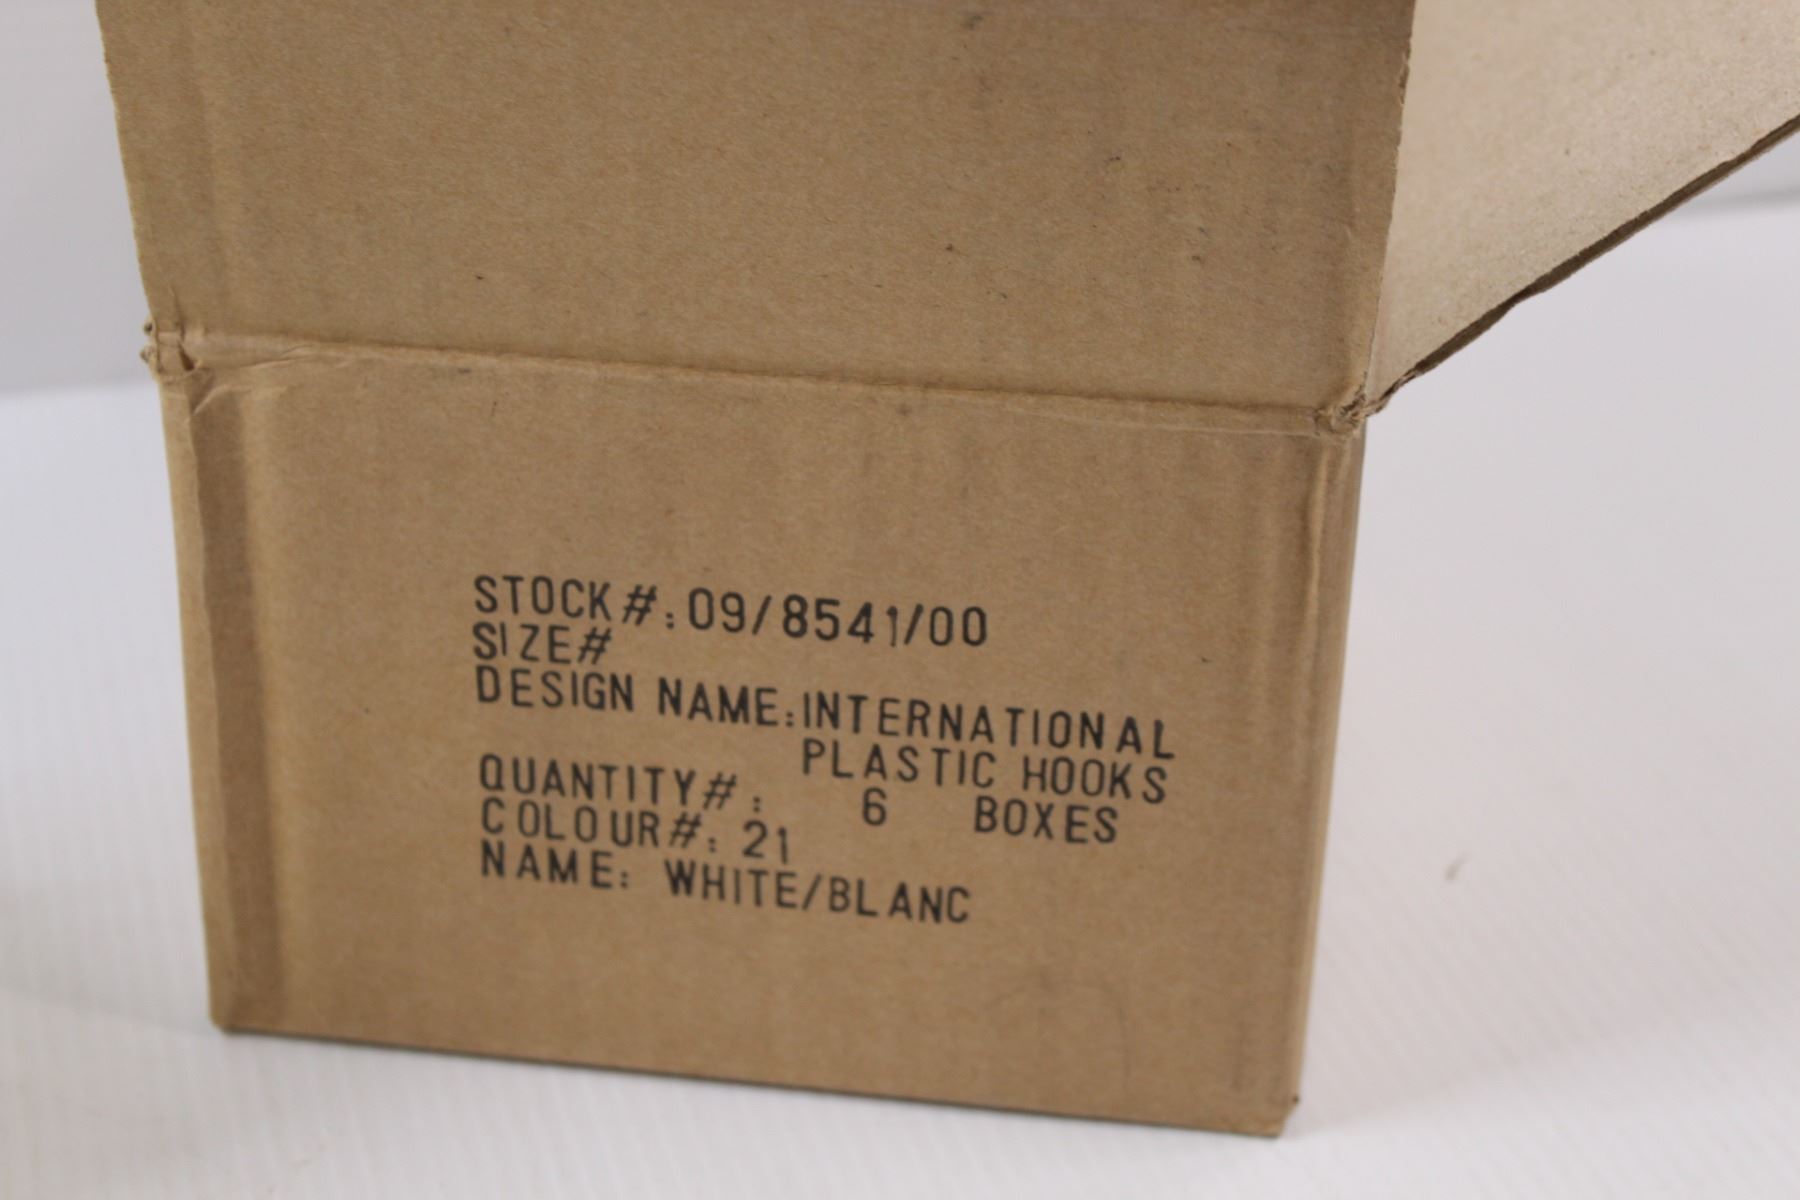 STOCK#:09/8541/00
SIZE#
DESIGN NAME:INTERNATIONAL
PLASTIC HOOKS
QUANTITY#: 6 BOXES
COLOUR#: 21
NAME: WHITE/BLANC